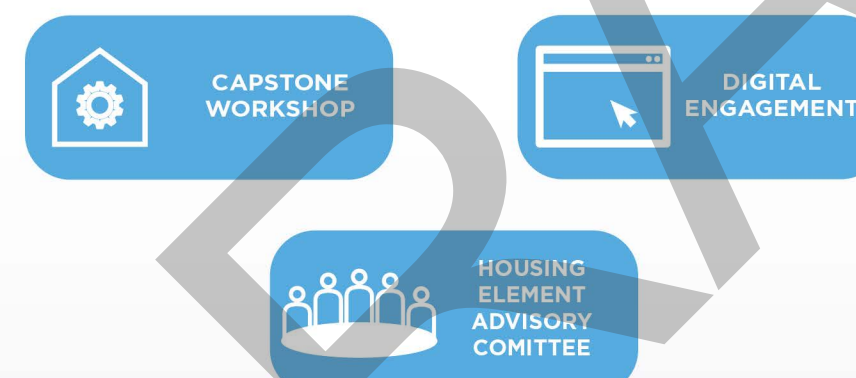 CAPSTONE
WORKSHOP
DIGITAL
ENGAGEMENT
HOUSING
ELEMENT
ADVISORY
COMITTEE